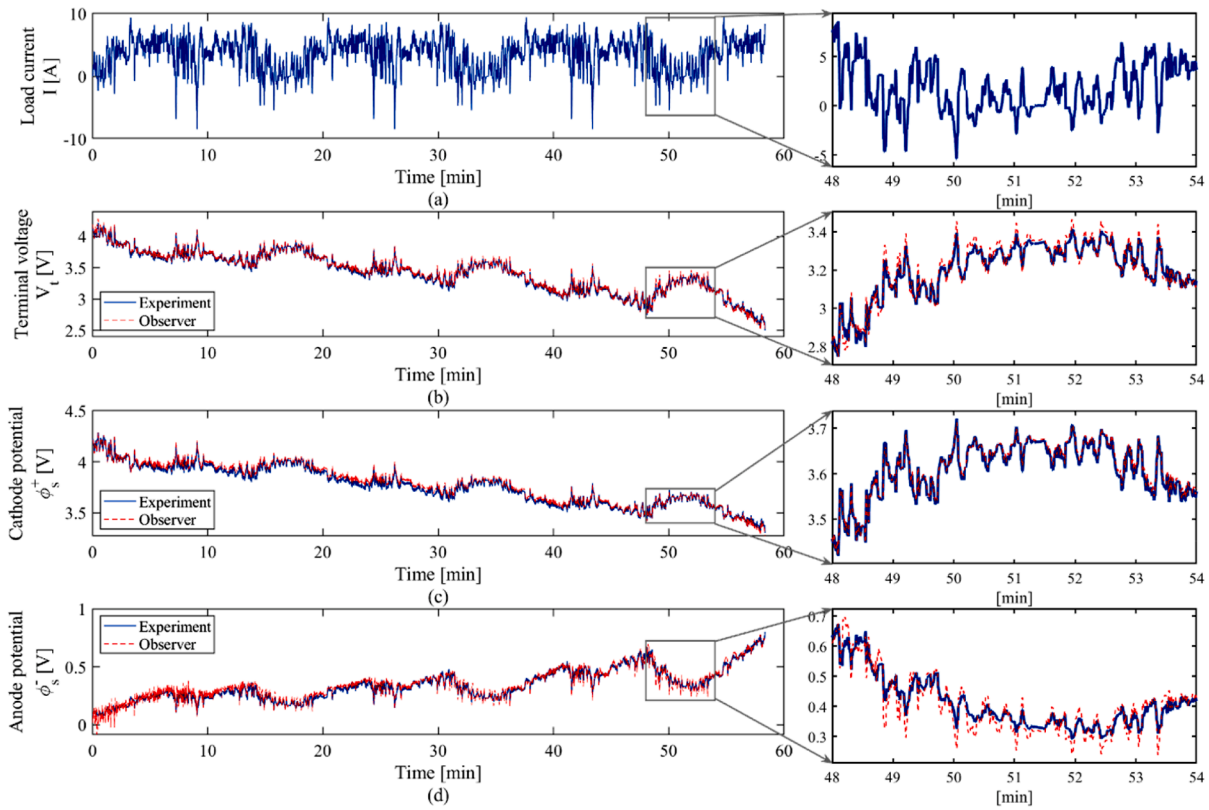 10
0
-10
Load current
I [A]
0 10 20 30 40 50 60
Time [min]
(a)
5
0
-5
48 49 50 51 52 53 54
[min]
4
3.5
3
2.5
Terminal voltage
Vt [V]
Experiment
Observer
0 10 20 30 40 50 60
Time [min]
(b)
3.4
3.2
3
2.8
48 49 50 51 52 53 54
[min]
4.5
4
3.5
Cathode potential
ϕs+ [V]
Experiment
Observer
0 10 20 30 40 50 60
Time [min]
(c)
3.7
3.6
3.5
48 49 50 51 52 53 54
[min]
1
0.5
0
Anode potential
ϕs- [V]
Experiment
Observer
0 10 20 30 40 50 60
Time [min]
(d)
0.7
0.6
0.5
0.4
0.3
48 49 50 51 52 53 54
[min]